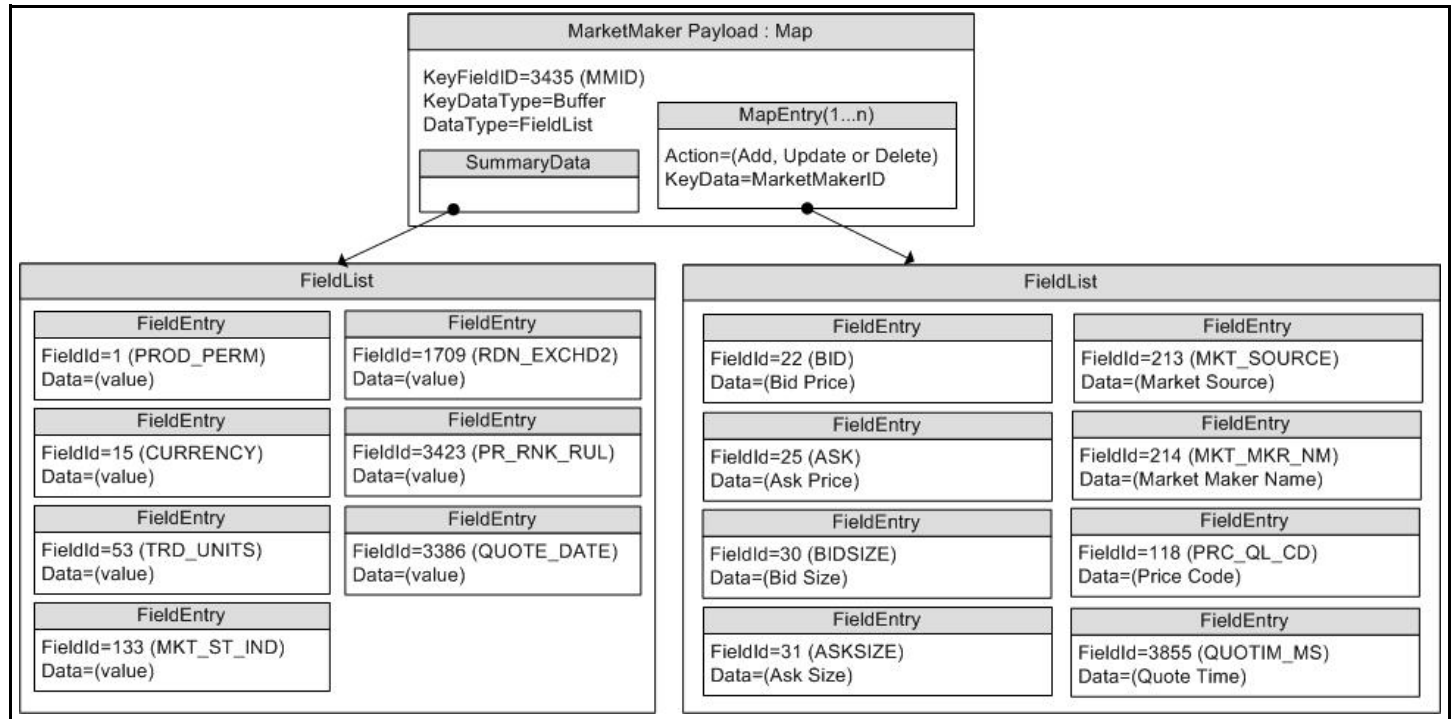 MarketMaker Payload : Map
KeyFieldID=3435 (MMID)
KeyDataType=Buffer
DataType=FieldList
SummaryData
MapEntry(1...n)
Action=(Add, Update or Delete)
KeyData=MarketMakerID
FieldList
FieldEntry
FieldId=1 (PROD_PERM)
Data=(value)
FieldEntry
FieldId=15 (CURRENCY)
Data=(value)
FieldEntry
FieldId=53 (TRD_UNITS)
Data=(value)
FieldEntry
FieldId=133 (MKT_ST_IND)
Data=(value)
FieldEntry
FieldId=1709 (RDN_EXCHD2)
Data=(value)
FieldEntry
FieldId=3423 (PR_RNK_RUL)
Data=(value)
FieldEntry
FieldId=3386 (QUOTE_DATE)
Data=(value)
FieldList
FieldEntry
FieldId=22 (BID)
Data=(Bid Price)
FieldEntry
FieldId=25 (ASK)
Data=(Ask Price)
FieldEntry
FieldId=30 (BIDSIZE)
Data=(Bid Size)
FieldEntry
FieldId=31 (ASKSIZE)
Data=(Ask Size)
FieldEntry
FieldId=213 (MKT_SOURCE)
Data=(Market Source)
FieldEntry
FieldId=214 (MKT_MKR_NM)
Data=(Market Maker Name)
FieldEntry
FieldId=118 (PRC_QL_CD)
Data=(Price Code)
FieldEntry
FieldId=3855 (QUOTIM_MS)
Data=(Quote Time)